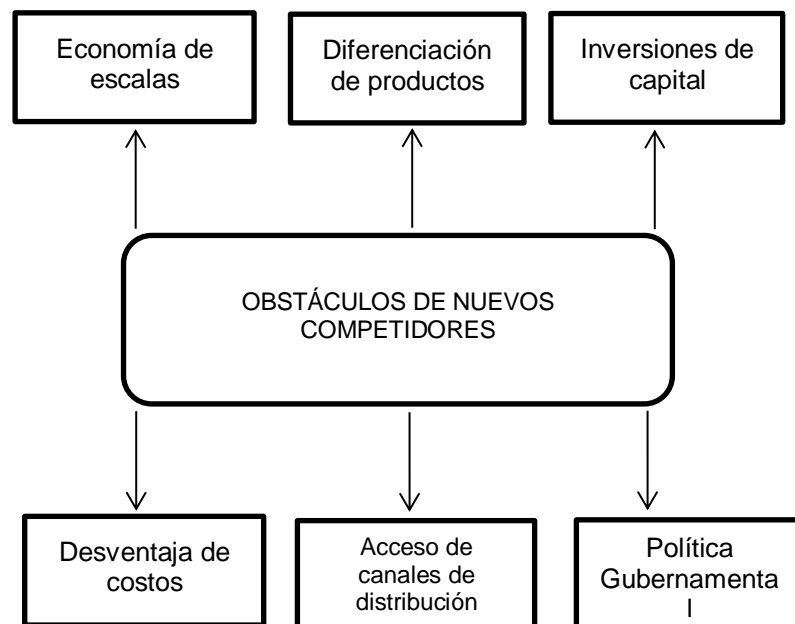 Economía de
escalas
Diferenciación
de productos
Inversiones de
capital
OBSTÁCULOS DE NUEVOS
COMPETIDORES
Desventaja de
costos
Acceso de
canales de
distribución
Política
Gubernamenta
l